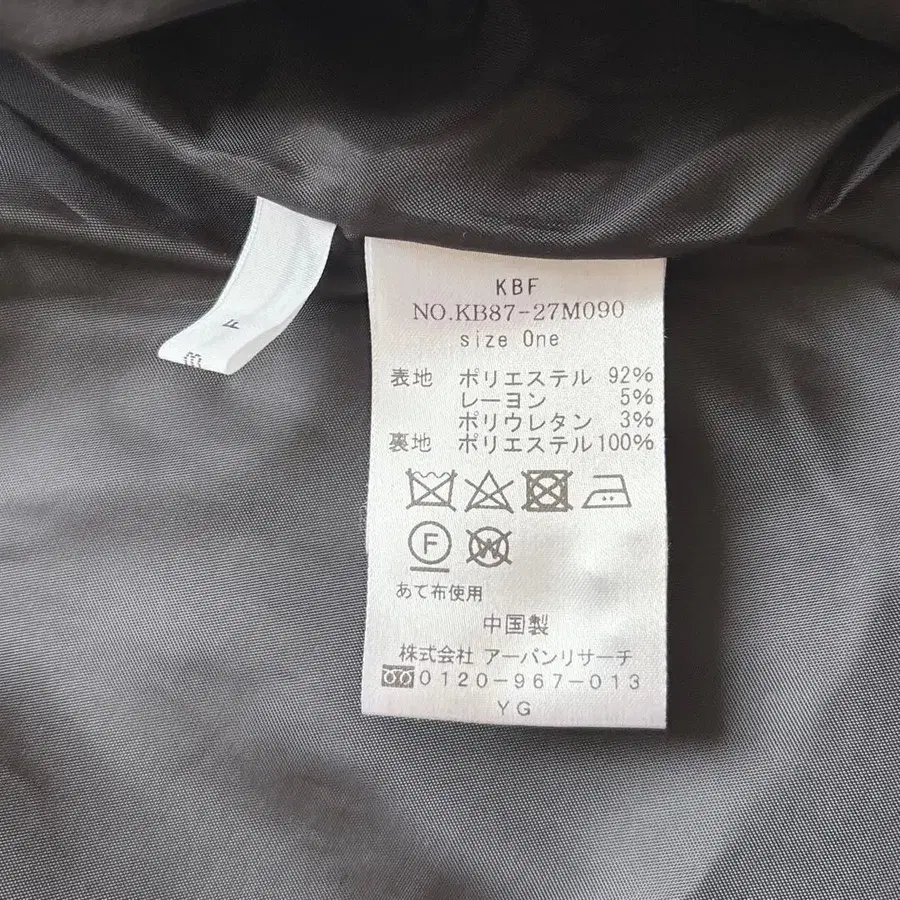 F
KBF
NO.KB87-27M090
size One
表地 ポリエステル 92%
レーヨン 5%
ポリウレタン 3%
裏地 ポリエステル 100%
F
W
あて布使用
中国製
株式会社 アーバンリサーチ
0120-967-013
YG